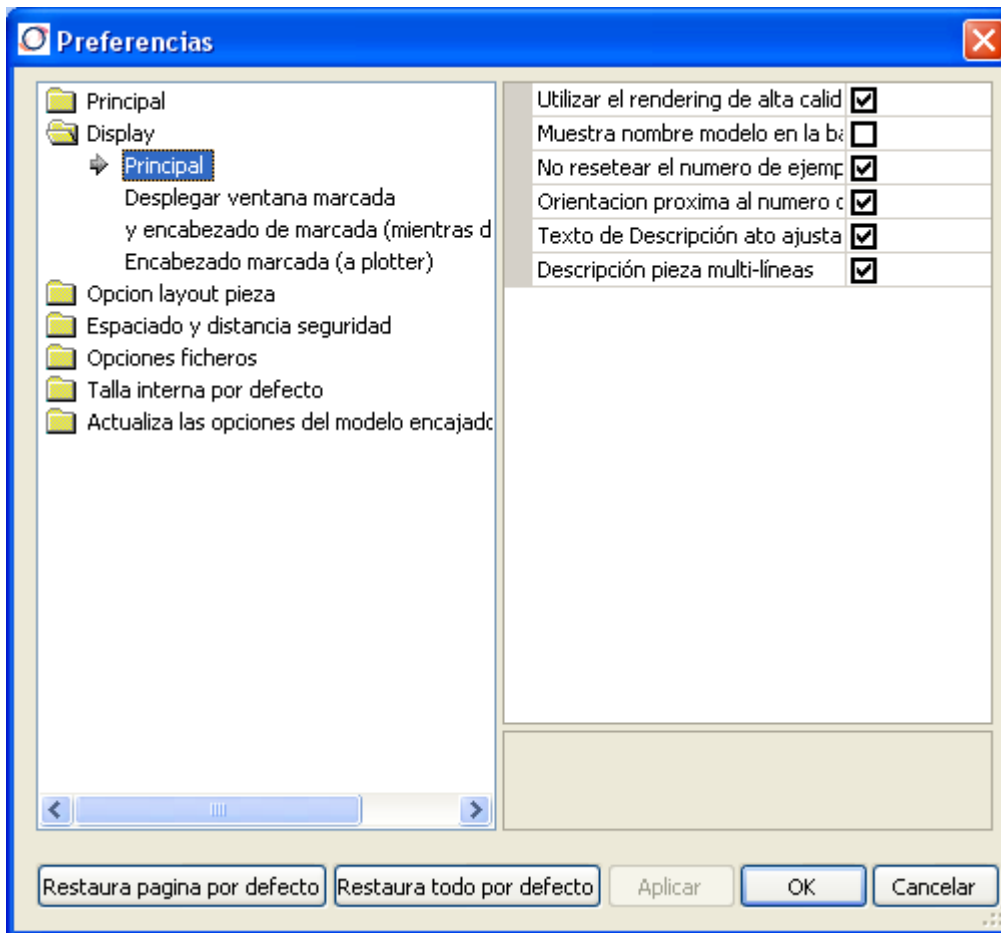 Preferencias
Principal
Display
Principal
Desplegar ventana marcada
y encabezado de marcada (mientras d
Encabezado marcada (a plotter)
Opcion layout pieza
Espaciado y distancia seguridad
Opciones ficheros
Talla interna por defecto
Actualiza las opciones del modelo encajado
Utilizar el rendering de alta calid
Muestra nombre modelo en la ba
No resetear el numero de ejemp
Orientacion proxima al numero d
Texto de Descripción ato ajusta
Descripción pieza multi-líneas
Restaura pagina por defecto Restaura todo por defecto Aplicar OK Cancelar